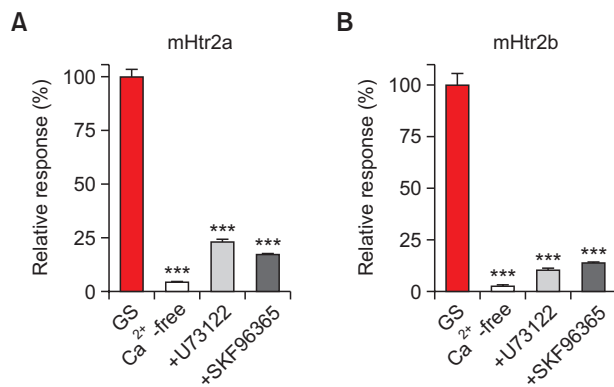 A
mHtr2a
Relative response (%)
100
75
50
25
0
***
***
***
GS
Ca²⁺-free
+U73122
+SKF96365
B
mHtr2b
Relative response (%)
100
75
50
25
0
***
***
***
GS
Ca²⁺-free
+U73122
+SKF96365